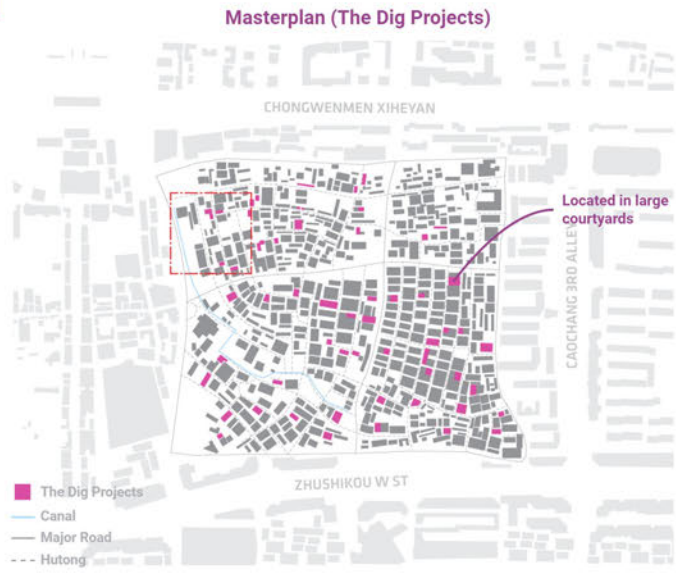 Masterplan (The Dig Projects)
CHONGWENMEN XIHEYAN
Located in large
courtyards
CAOCHANG 3RO ALLEY
ZHUSHIKOU W ST
The Dig Projects
Canal
Major Road
Hutong